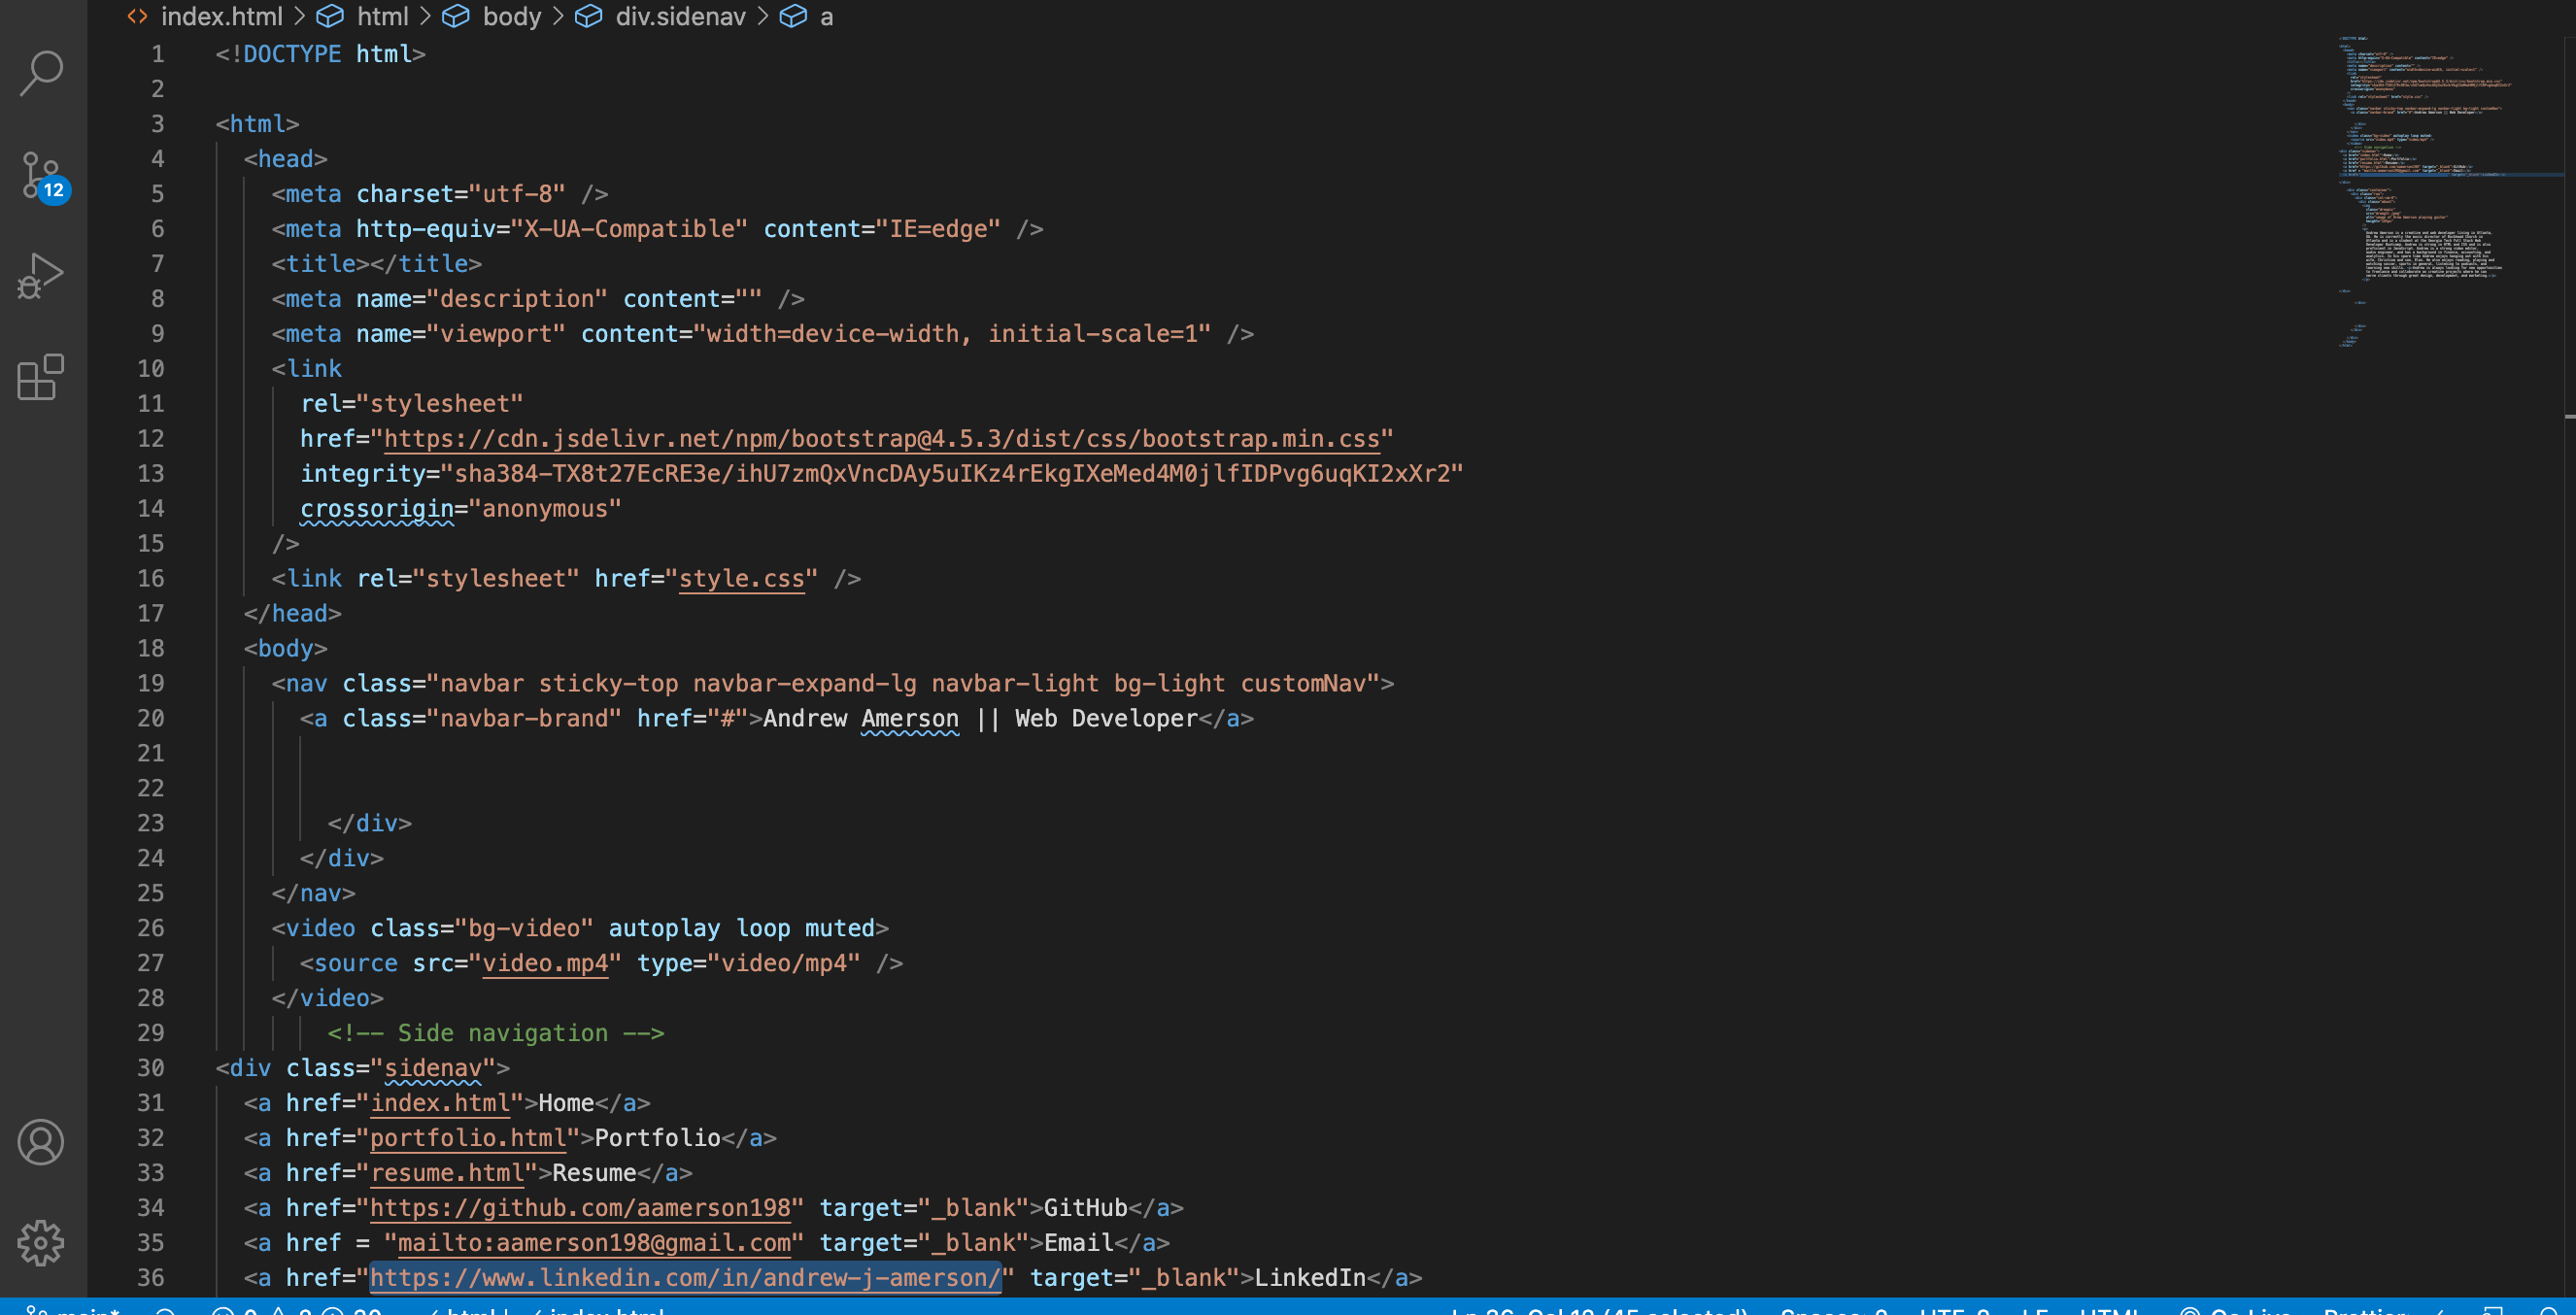 index.html > html > body > div.sidenav > a
1 <!DOCTYPE html>
2
3 <html>
4 <head>
5 <meta charset="utf-8" />
6 <meta http-equiv="X-UA-Compatible" content="IE=edge" />
7 <title></title>
8 <meta name="description" content="" />
9 <meta name="viewport" content="width=device-width, initial-scale=1" />
10 <link
11 rel="stylesheet"
12 href="https://cdn.jsdelivr.net/npm/bootstrap@4.5.3/dist/css/bootstrap.min.css"
13 integrity="sha384-TX8t27EcRE3e/ihU7zmQxVncDAy5uIKz4rEkgIXeMed4M0jlfIDPvg6uqKI2xXr2"
14 crossorigin="anonymous"
15 />
16 <link rel="stylesheet" href="style.css" />
17 </head>
18 <body>
19 <nav class="navbar sticky-top navbar-expand-lg navbar-light bg-light customNav">
20 <a class="navbar-brand" href="#">Andrew Amerson || Web Developer</a>
21
22
23 </div>
24 </div>
25 </nav>
26 <video class="bg-video" autoplay loop muted>
27 <source src="video.mp4" type="video/mp4" />
28 </video>
29 <!-- Side navigation -->
30 <div class="sidenav">
31 <a href="index.html">Home</a>
32 <a href="portfolio.html">Portfolio</a>
33 <a href="resume.html">Resume</a>
34 <a href="https://github.com/aamerson198" target="_blank">GitHub</a>
35 <a href = "mailto:aamerson198@gmail.com" target="_blank">Email</a>
36 <a href="https://www.linkedin.com/in/andrew-j-amerson/" target="_blank">LinkedIn</a>
12